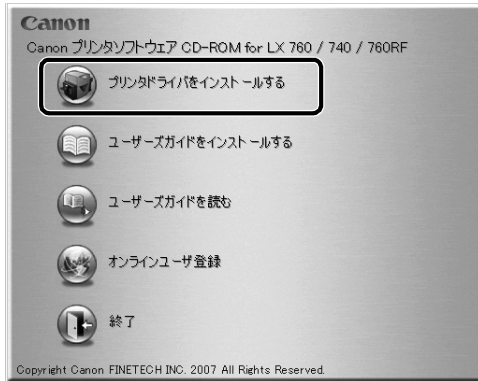 Canon
Canon プリンタソフトウェア CD-ROM for LX 760 / 740 / 760RF
プリンタドライバをインストールする
ユーザーズガイドをインストールする
ユーザーズガイドを読む
オンラインユーザ登録
終了
Copyright Canon FINETECH INC. 2007 All Rights Reserved.